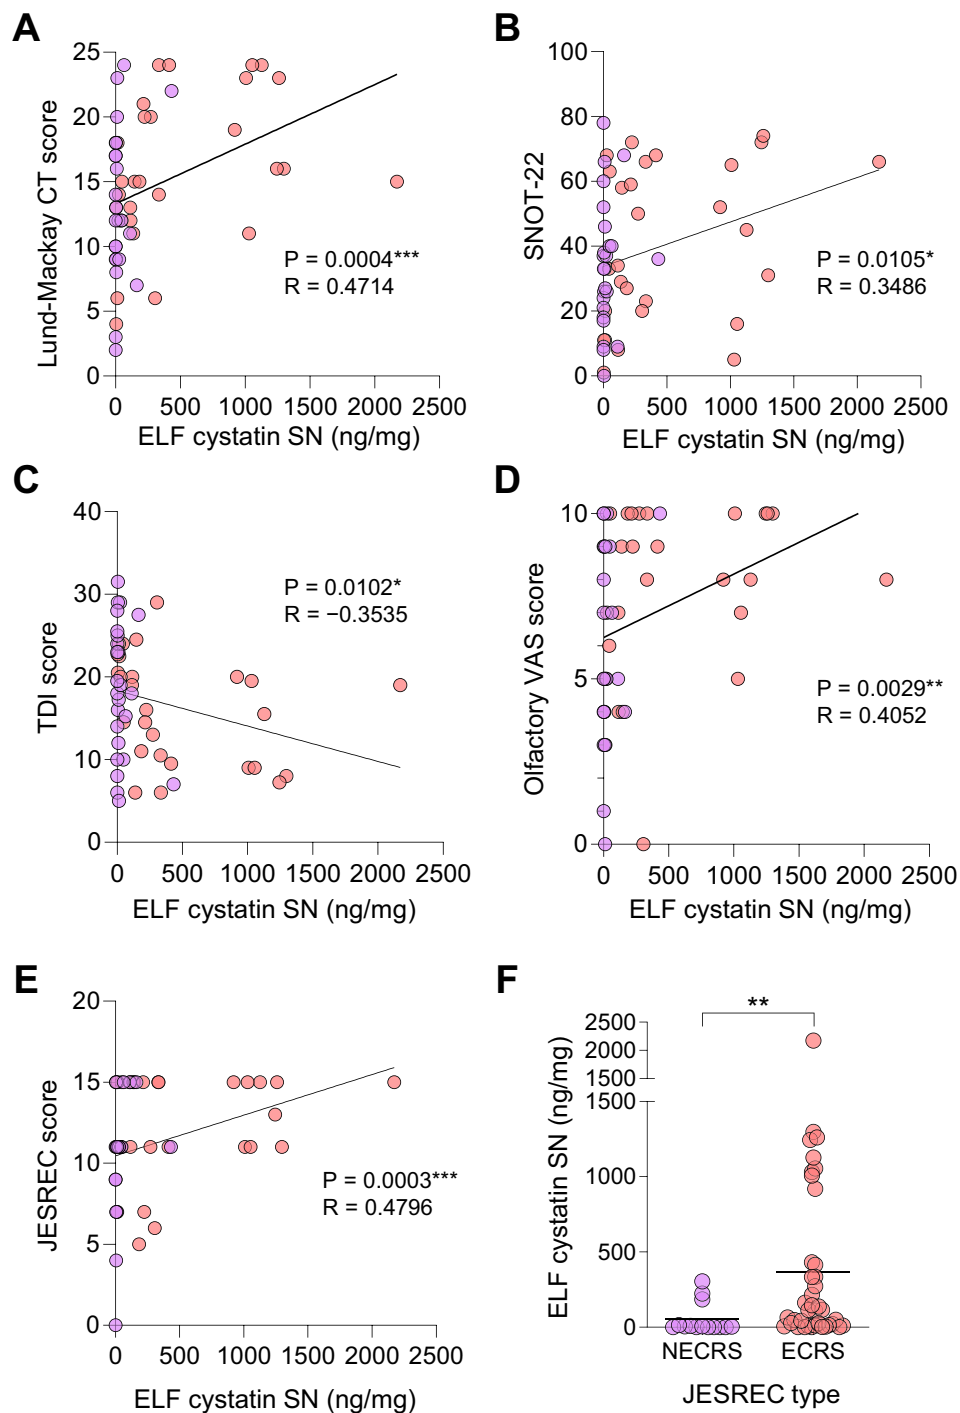 A
25
20
15
10
5
0
Lund-Mackay CT score
P = 0.0004***
R = 0.4714
0 500 1000 1500 2000 2500
ELF cystatin SN (ng/mg)
B
100
80
60
40
20
0
SNOT-22
P = 0.0105*
R = 0.3486
0 500 1000 1500 2000 2500
ELF cystatin SN (ng/mg)
C
40
30
20
10
0
TDI score
P = 0.0102*
R = −0.3535
0 500 1000 1500 2000 2500
ELF cystatin SN (ng/mg)
D
10
5
0
Olfactory VAS score
P = 0.0029**
R = 0.4052
0 500 1000 1500 2000 2500
ELF cystatin SN (ng/mg)
E
20
15
10
5
0
JESREC score
P = 0.0003***
R = 0.4796
0 500 1000 1500 2000 2500
ELF cystatin SN (ng/mg)
F
**
2500
2000
1500
1500
1000
500
0
ELF cystatin SN (ng/mg)
NECRS ECRS
JESREC type